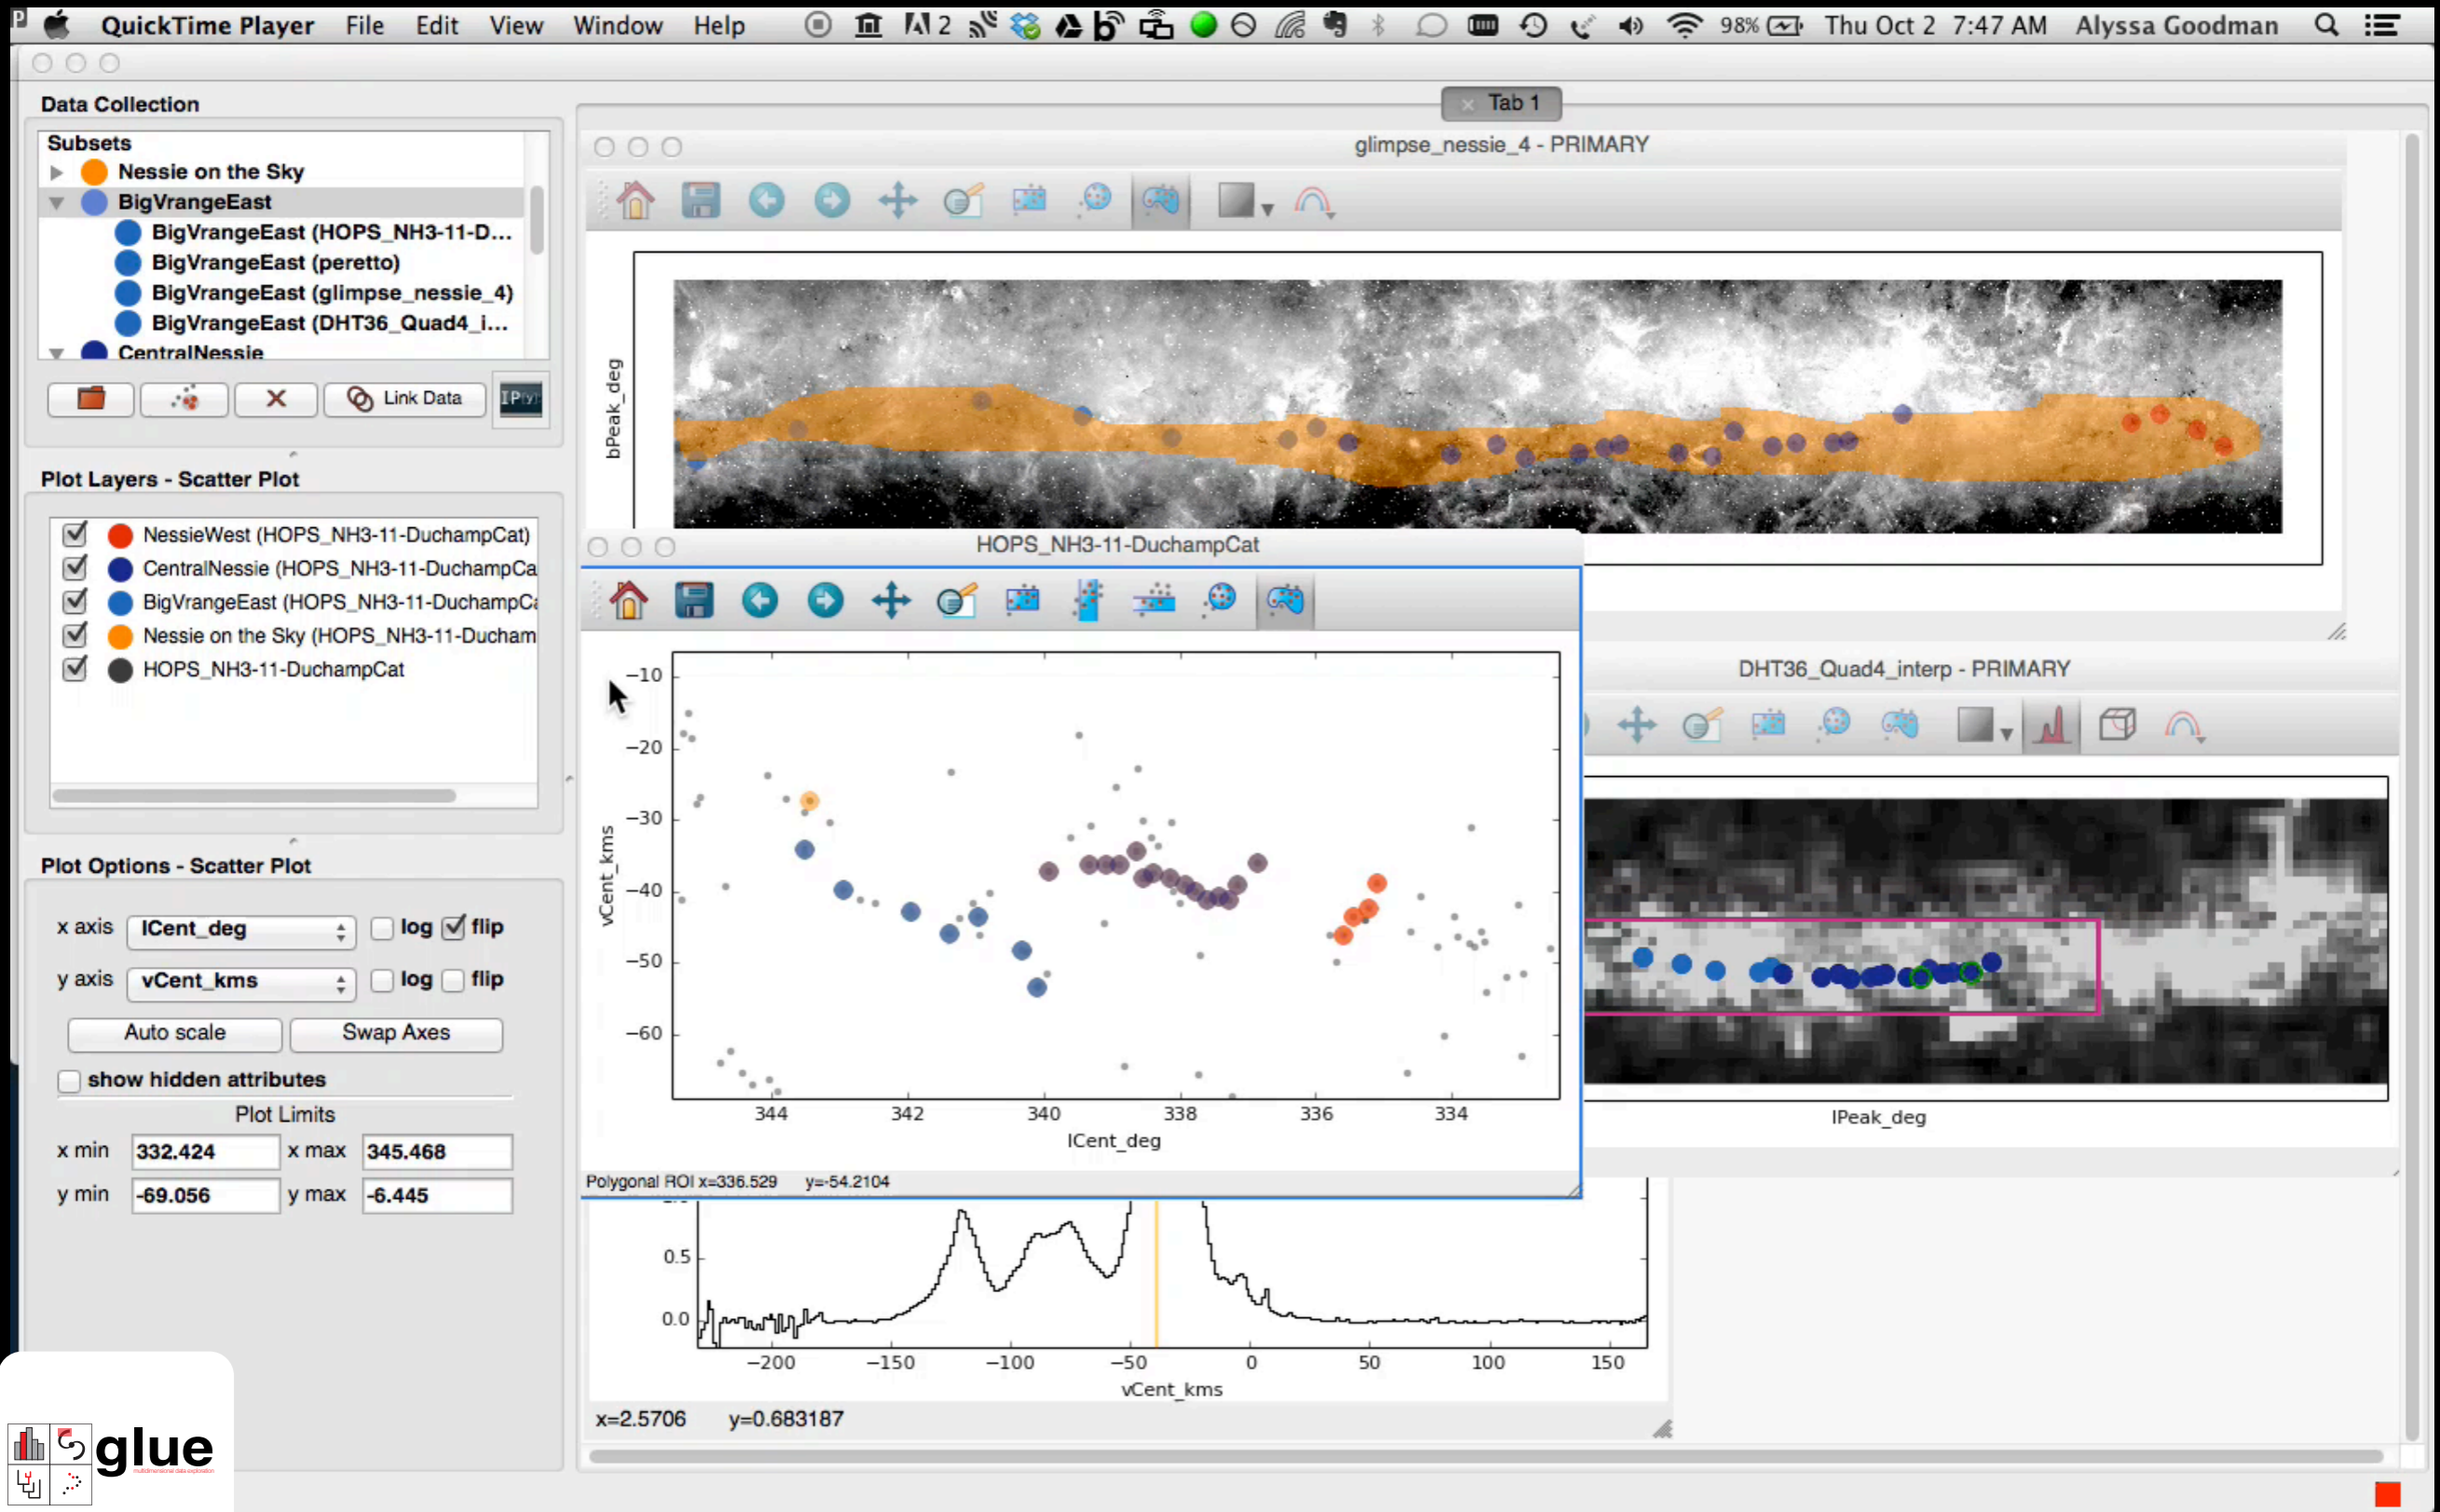 QuickTime Player File Edit View Window Help 2 98% Thu Oct 2 7:47 AM Alyssa Goodman
Data Collection
Subsets
Nessie on the Sky
BigVrangeEast
BigVrangeEast (HOPS_NH3-11-D...
BigVrangeEast (peretto)
BigVrangeEast (glimpse_nessie_4)
BigVrangeEast (DHT36_Quad4_i...
CentralNessie
Link Data
IP[y]:
Plot Layers - Scatter Plot
NessieWest (HOPS_NH3-11-DuchampCat)
CentralNessie (HOPS_NH3-11-DuchampCa
BigVrangeEast (HOPS_NH3-11-DuchampCa
Nessie on the Sky (HOPS_NH3-11-Ducham
HOPS_NH3-11-DuchampCat
Plot Options - Scatter Plot
x axis lCent_deg log flip
y axis vCent_kms log flip
Auto scale Swap Axes
show hidden attributes
Plot Limits
x min 332.424 x max 345.468
y min -69.056 y max -6.445
glue
multidimensional data exploration
Tab 1
glimpse_nessie_4 - PRIMARY
bPeak_deg
HOPS_NH3-11-DuchampCat
−10
−20
−30
−40
−50
−60
vCent_kms
344 342 340 338 336 334
lCent_deg
Polygonal ROI x=336.529 y=-54.2104
DHT36_Quad4_interp - PRIMARY
lPeak_deg
0.5
0.0
−200 −150 −100 −50 0 50 100 150
vCent_kms
x=2.5706 y=0.683187